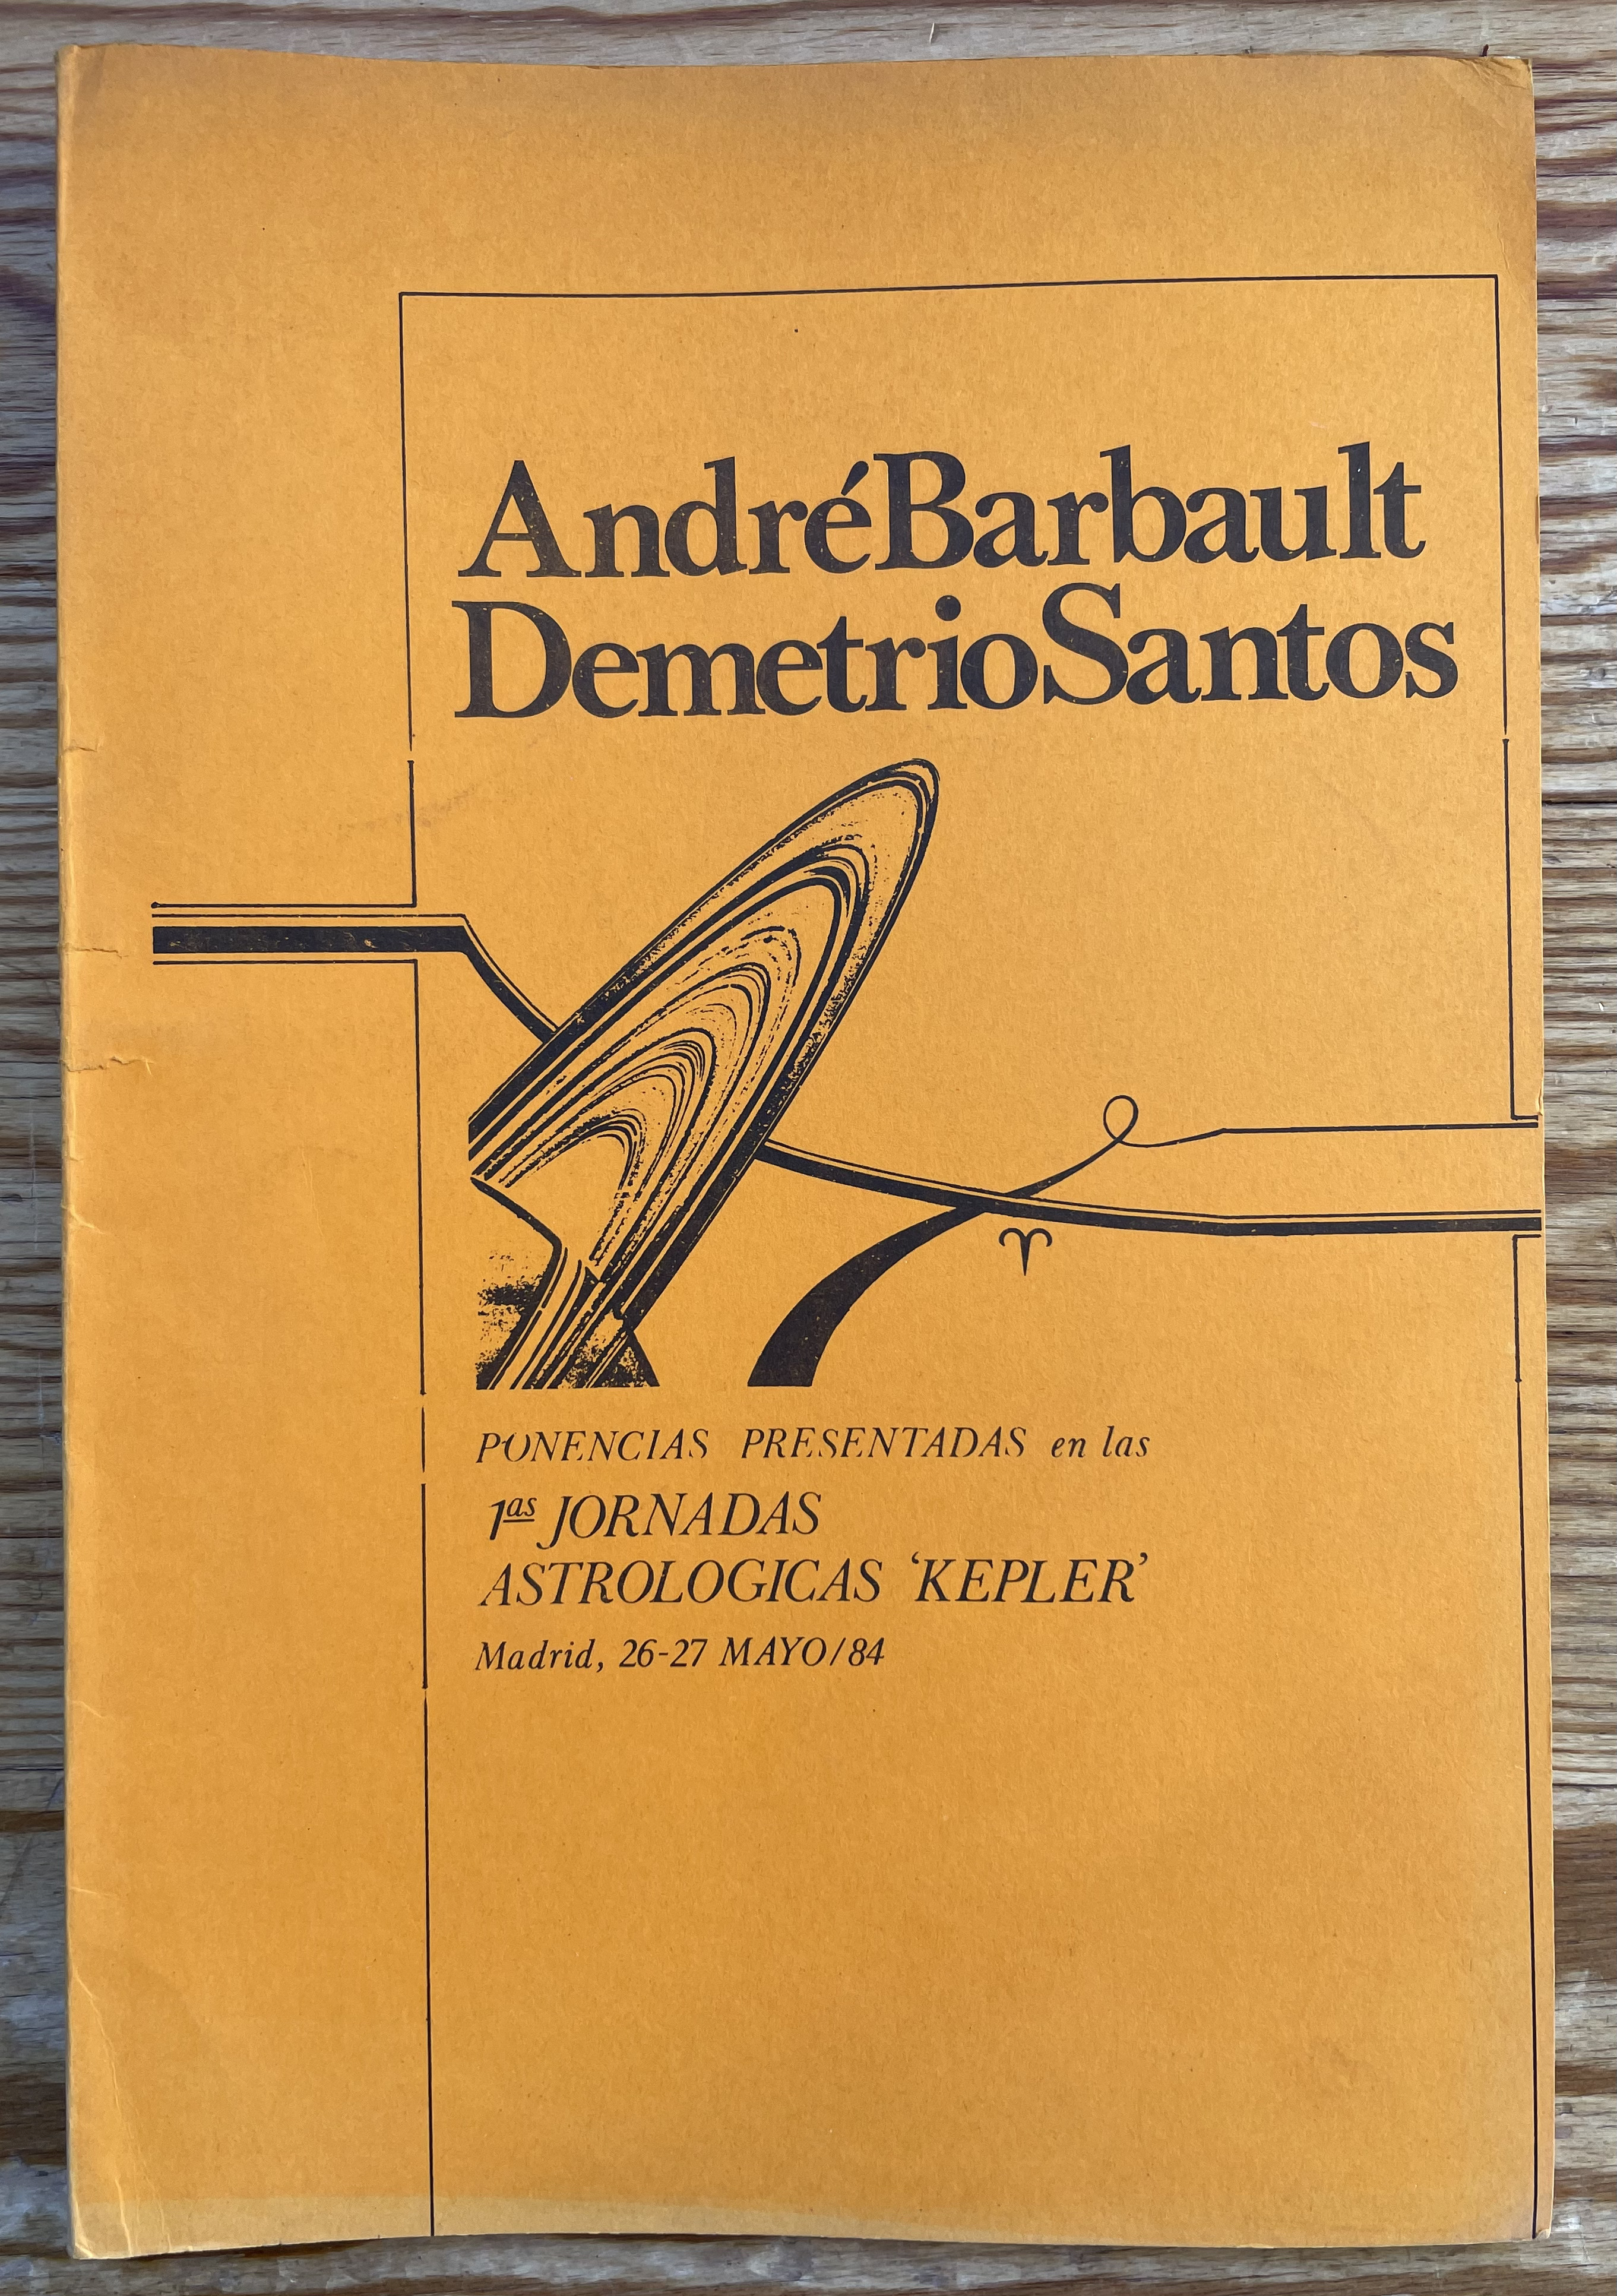 AndréBarbault
DemetrioSantos
♈
PONENCIAS PRESENTADAS en las
1as JORNADAS
ASTROLOGICAS ‘KEPLER’
Madrid, 26-27 MAYO/84